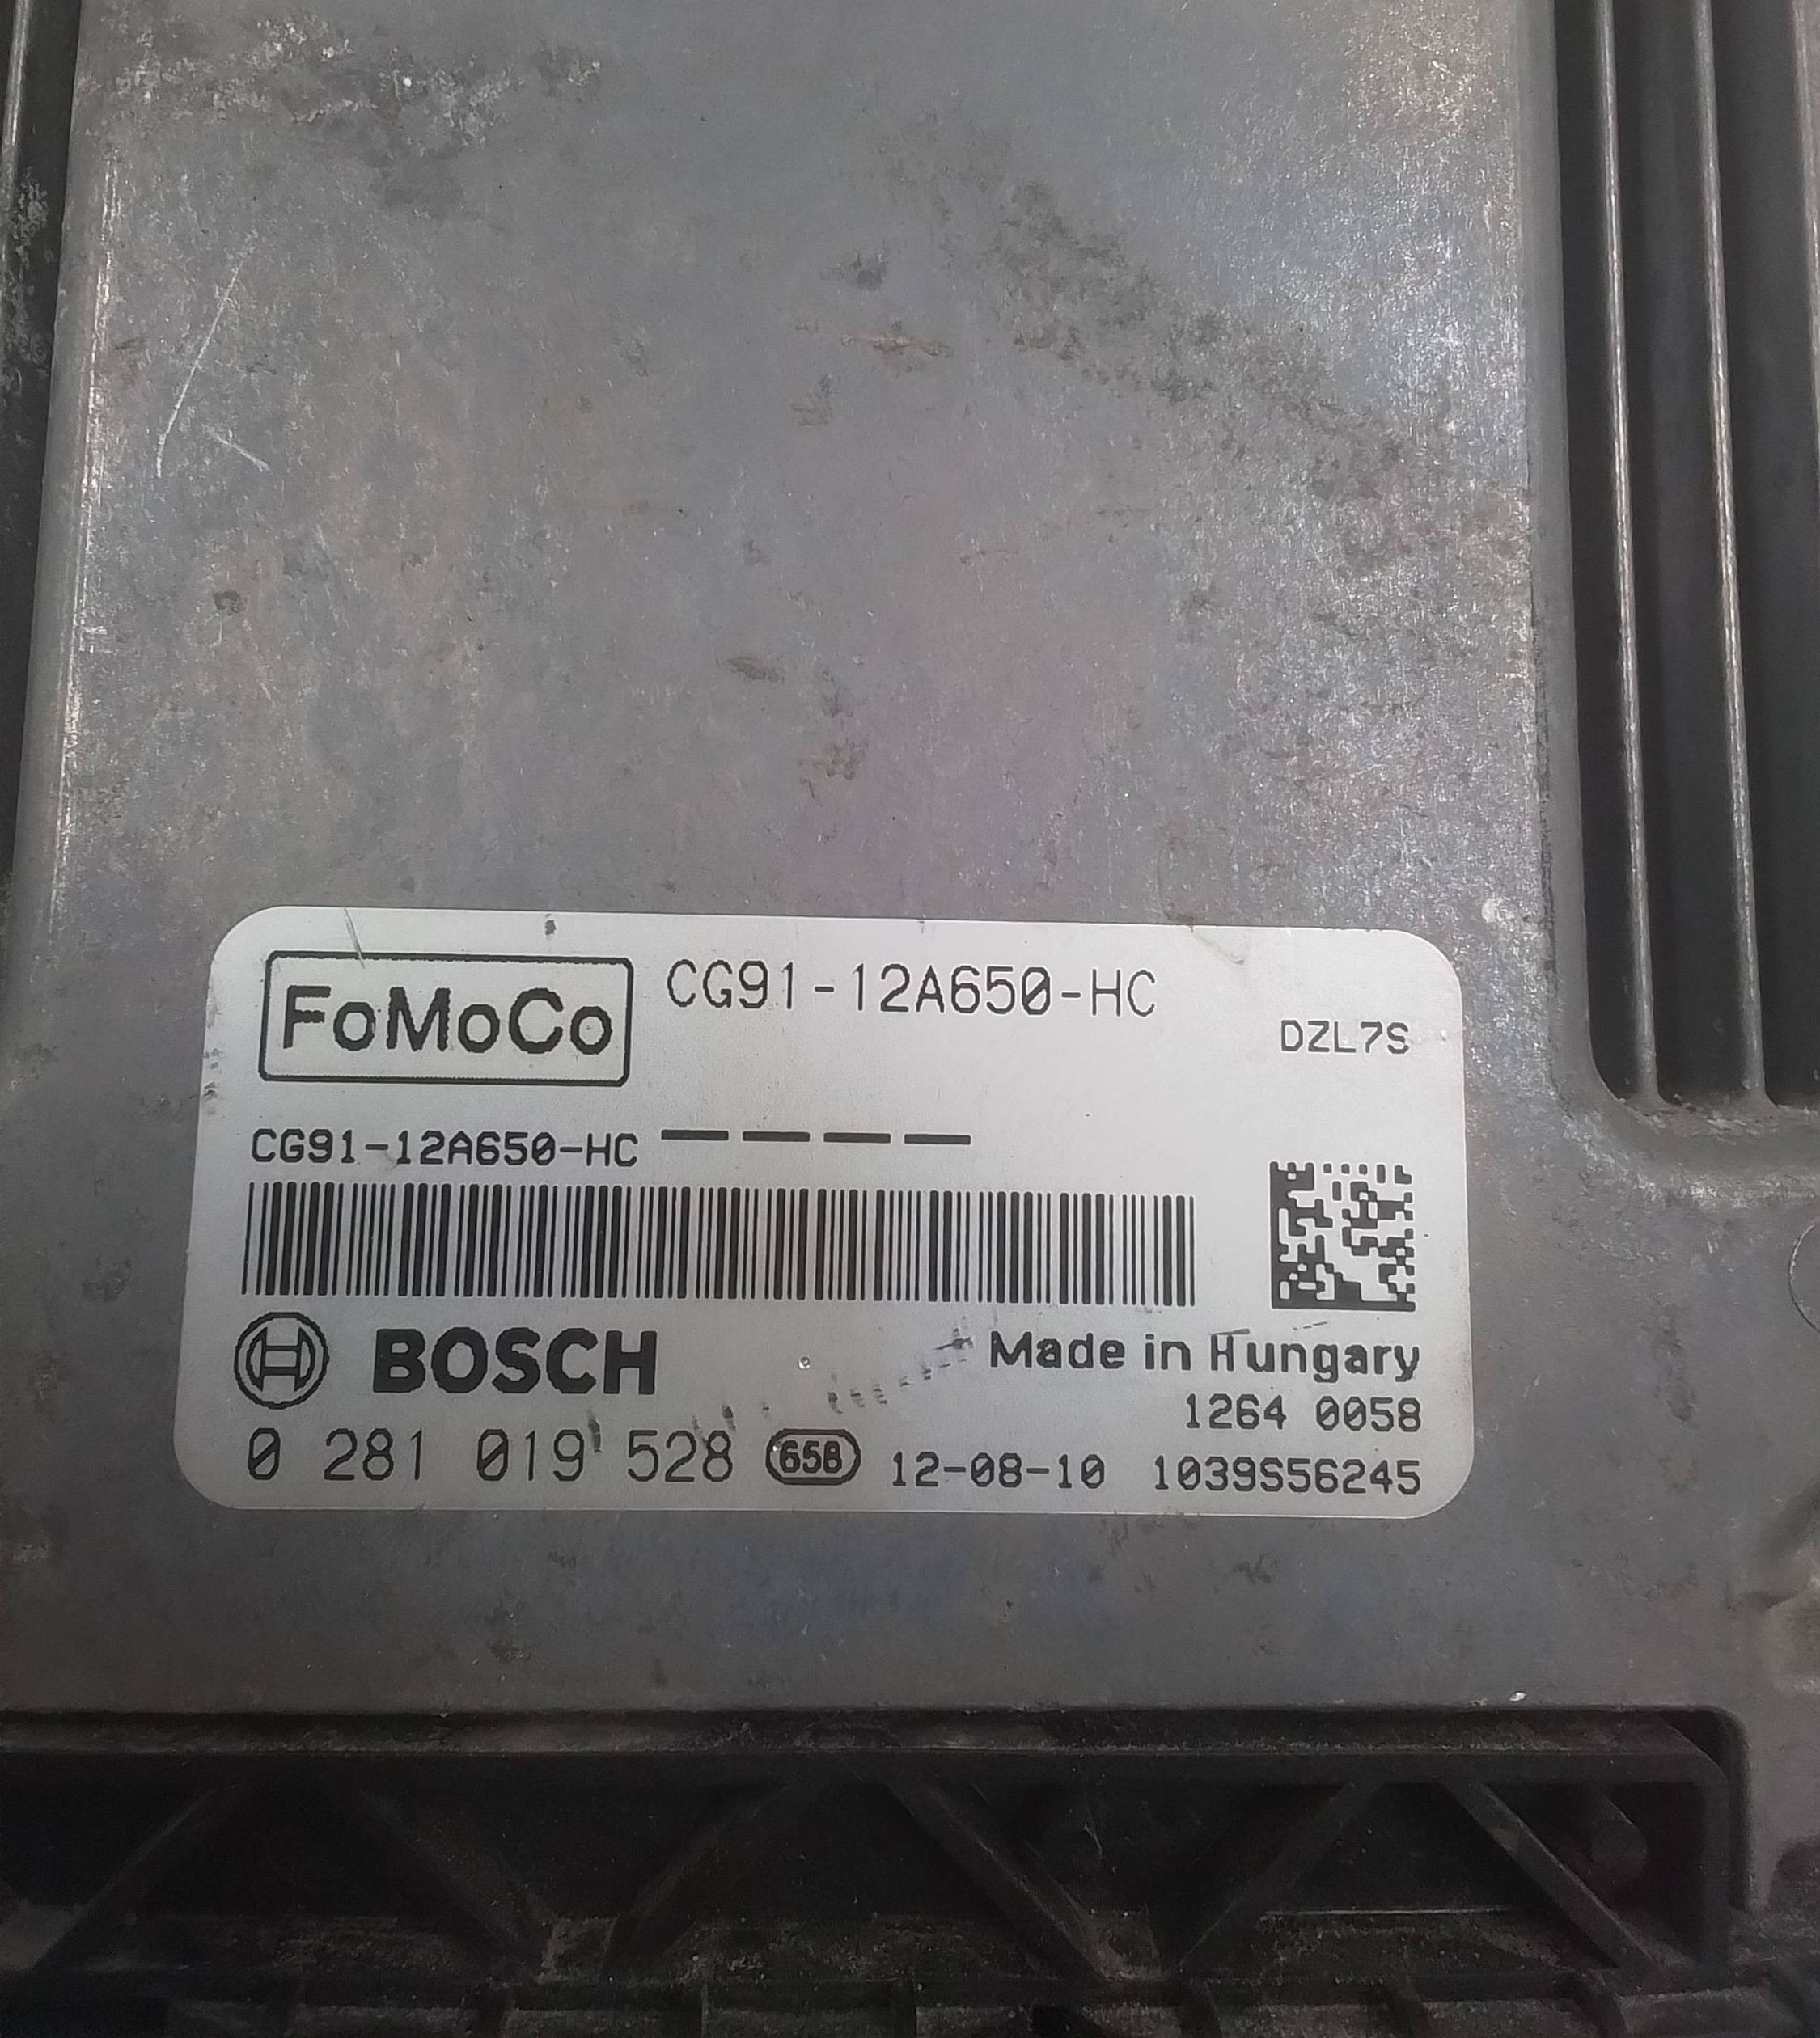 FoMoCo CG91-12A650-HC
DZL7S
CG91-12A650-HC — — — —
BOSCH Made in Hungary
1264 0058
0 281 019 528 65B 12-08-10 1039S56245